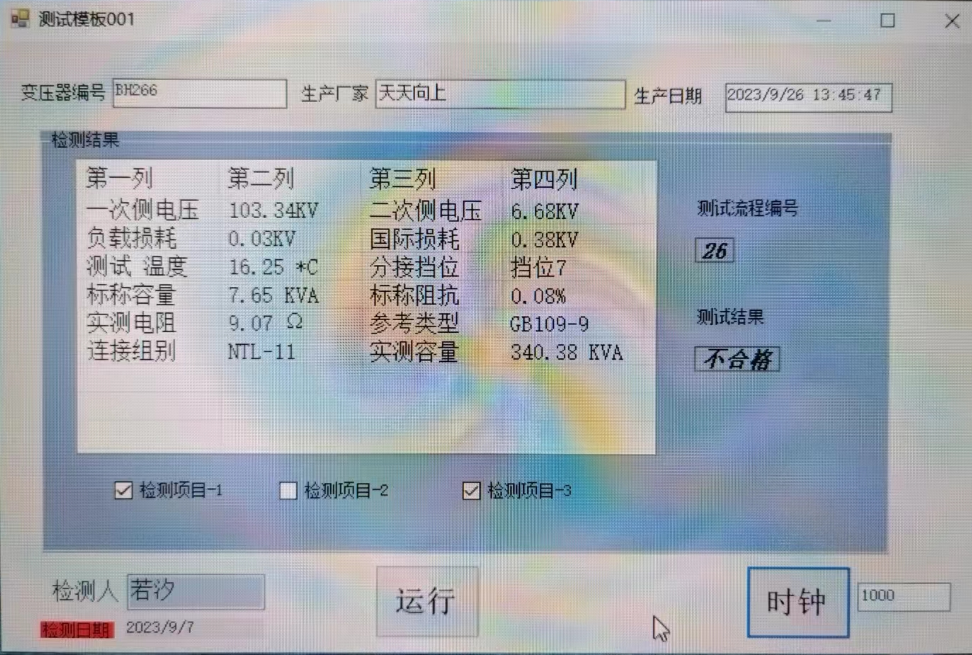 测试模板001
变压器编号 BH266 生产厂家 天天向上 生产日期 2023/9/26 13:45:47
检测结果
第一列 第二列 第三列 第四列
一次侧电压 103.34KV 二次侧电压 6.68KV
负载损耗 0.03KV 国际损耗 0.38KV
测试 温度 16.25 *C 分接挡位 挡位7
标称容量 7.65 KVA 标称阻抗 0.08%
实测电阻 9.07 Ω 参考类型 GB109-9
连接组别 NTL-11 实测容量 340.38 KVA
测试流程编号
26
测试结果
不合格
检测项目-1 检测项目-2 检测项目-3
检测人 若汐 运行 时钟 1000
检测日期 2023/9/7